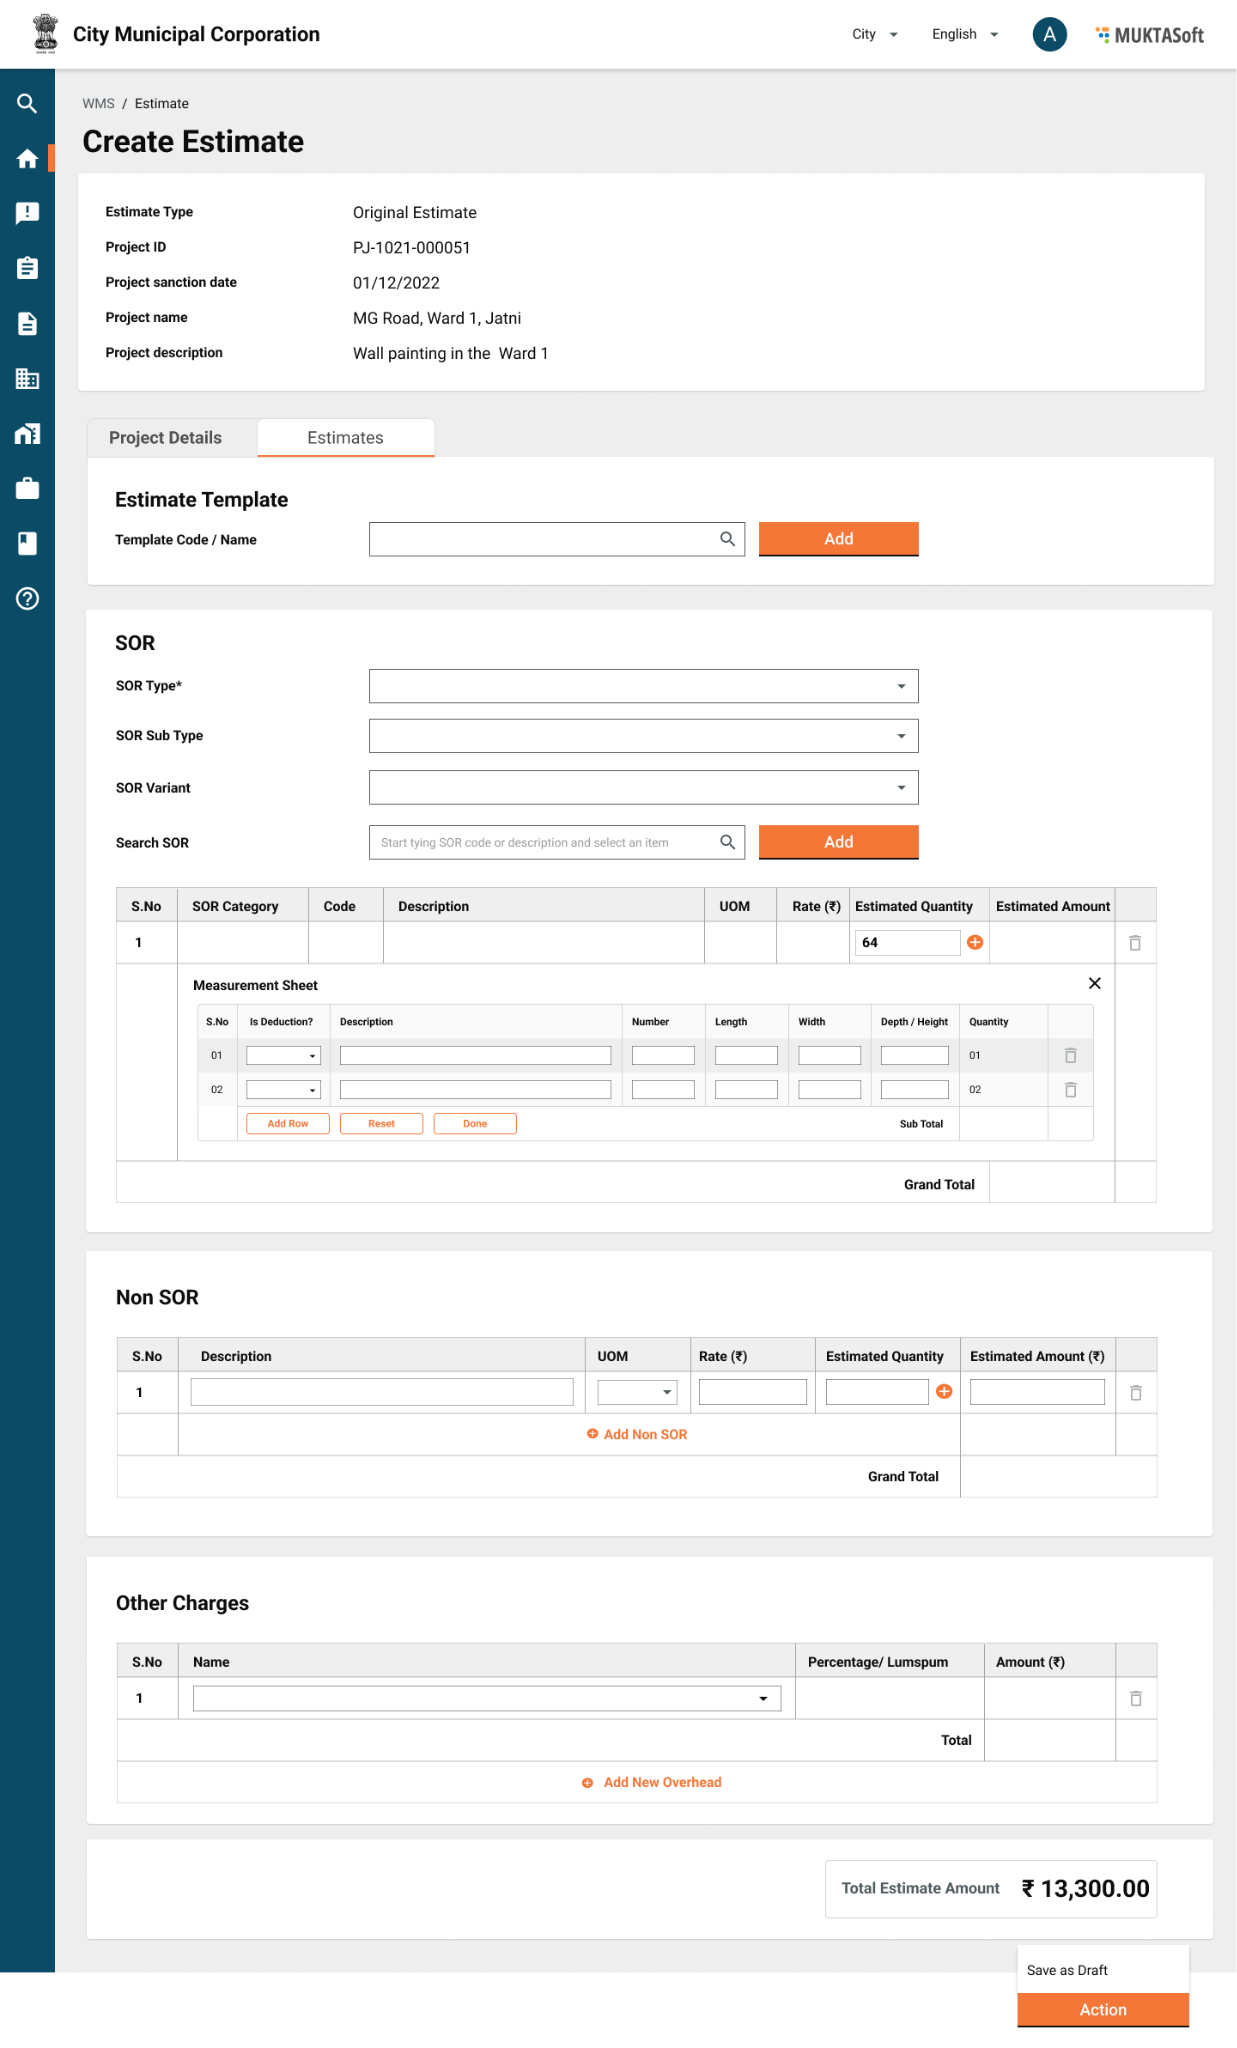 City Municipal Corporation
City
English
A
MUKTASoft
WMS / Estimate
Create Estimate
Estimate Type Original Estimate
Project ID PJ-1021-000051
Project sanction date 01/12/2022
Project name MG Road, Ward 1, Jatni
Project description Wall painting in the Ward 1
Project Details Estimates
Estimate Template
Template Code / Name Add
SOR
SOR Type*
SOR Sub Type
SOR Variant
Search SOR Start tying SOR code or description and select an item Add
S.No SOR Category Code Description UOM Rate (₹) Estimated Quantity Estimated Amount
1 64
Measurement Sheet
S.No Is Deduction? Description Number Length Width Depth / Height Quantity
01 01
02 02
Add Row Reset Done Sub Total
Grand Total
Non SOR
S.No Description UOM Rate (₹) Estimated Quantity Estimated Amount (₹)
1
Add Non SOR
Grand Total
Other Charges
S.No Name Percentage/ Lumspum Amount (₹)
1
Total
Add New Overhead
Total Estimate Amount ₹ 13,300.00
Save as Draft
Action